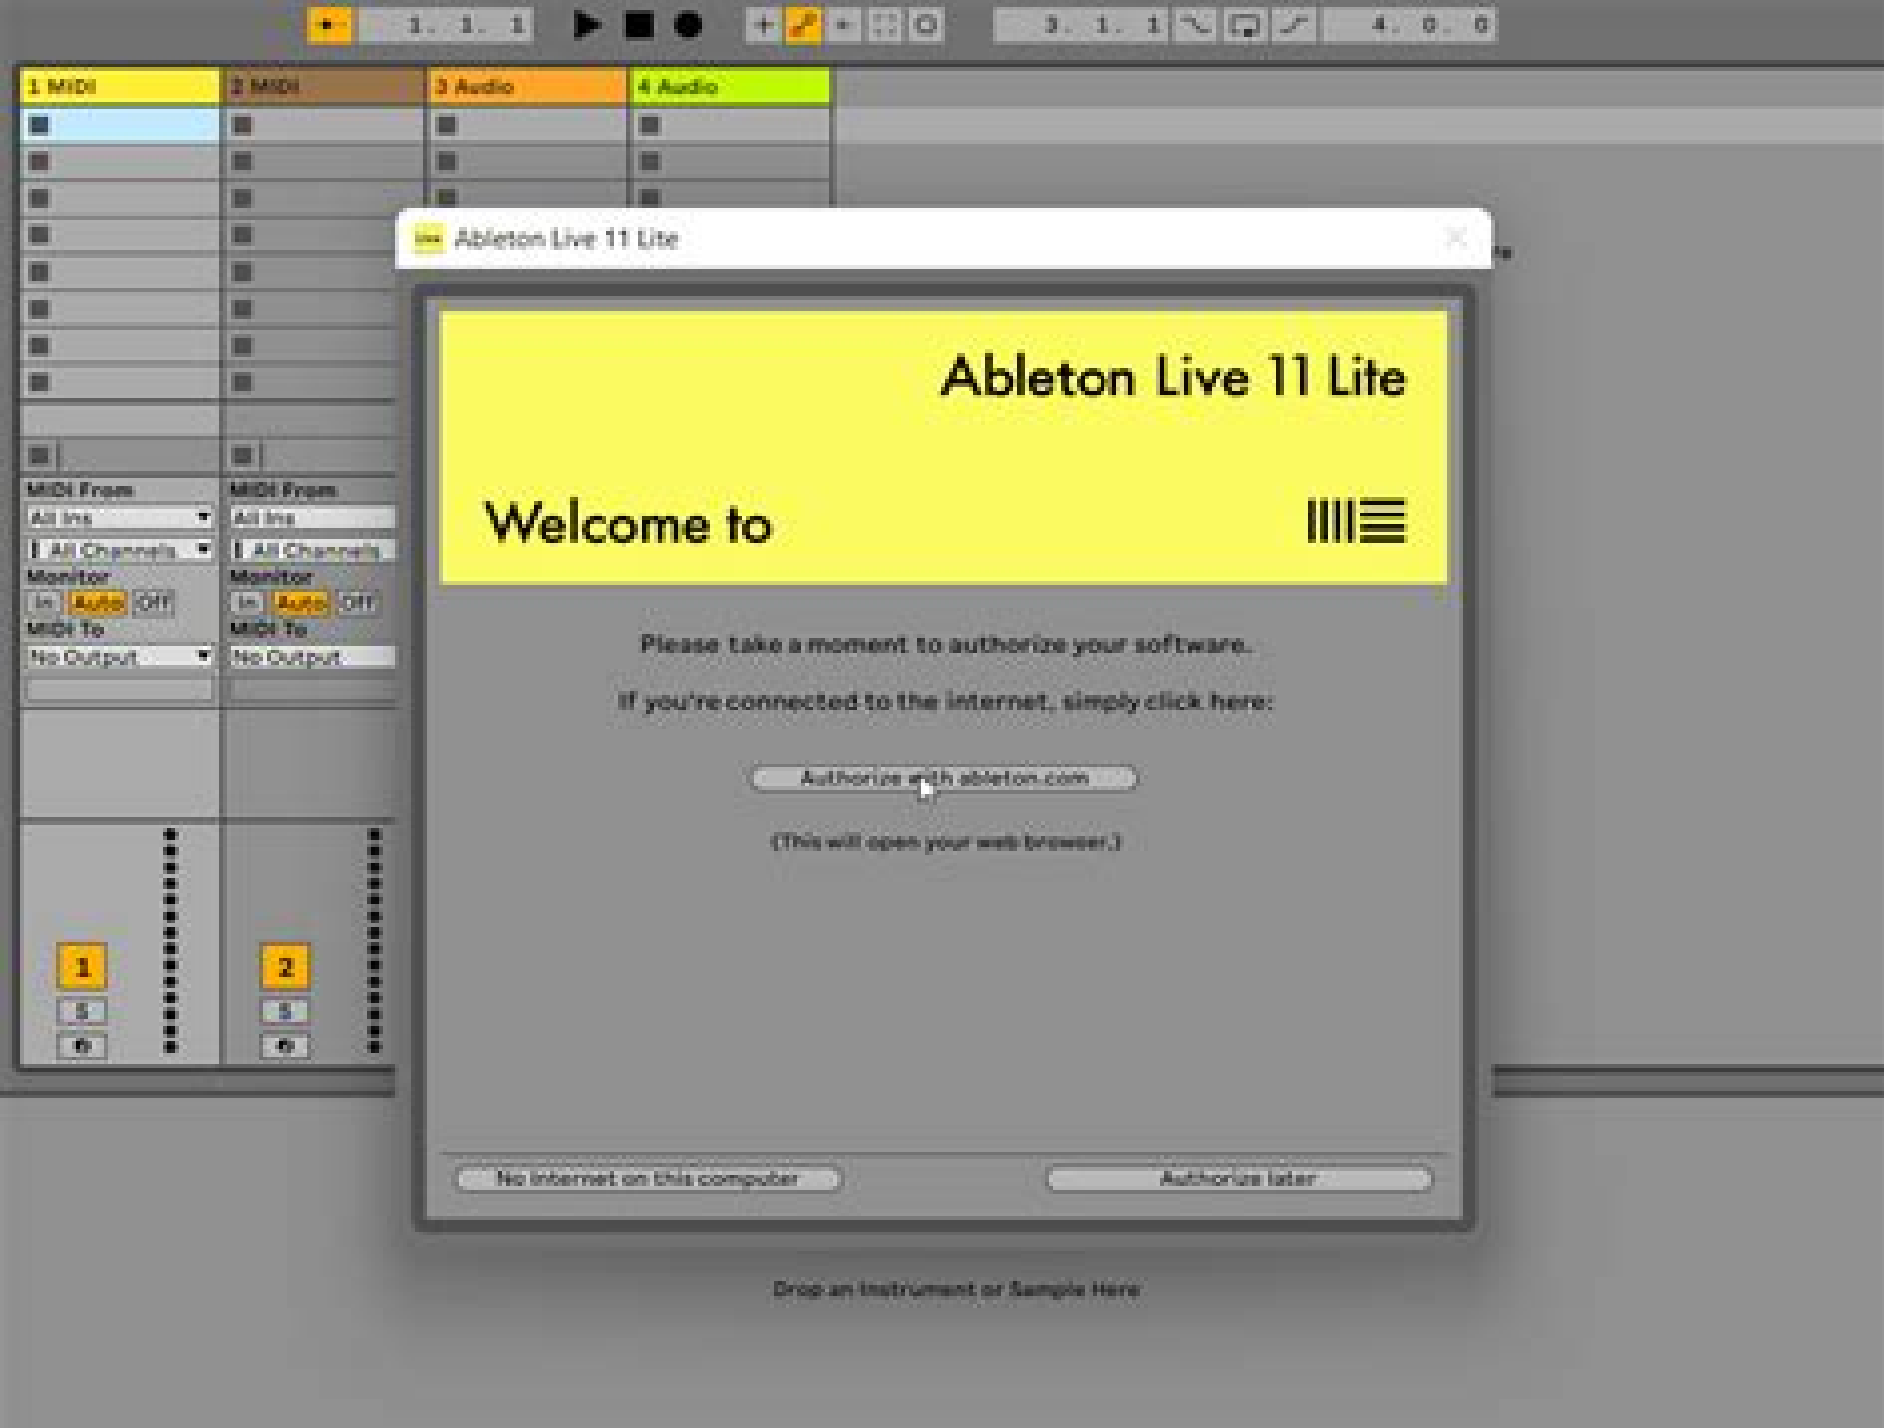 1. 1. 1
3. 1. 1
4. 0. 0
1 MIDI
2 MIDI
3 Audio
4 Audio
Ableton Live 11 Lite
Ableton Live 11 Lite
Welcome to
MIDI From
MIDI From
All Ins
All Ins
All Channels
All Channels
Monitor
Monitor
In Auto Off
In Auto Off
MIDI To
MIDI To
No Output
No Output
Please take a moment to authorize your software.
If you're connected to the internet, simply click here:
Authorize with ableton.com
(This will open your web browser.)
1
2
S
S
No internet on this computer
Authorize later
Drop an Instrument or Sample Here